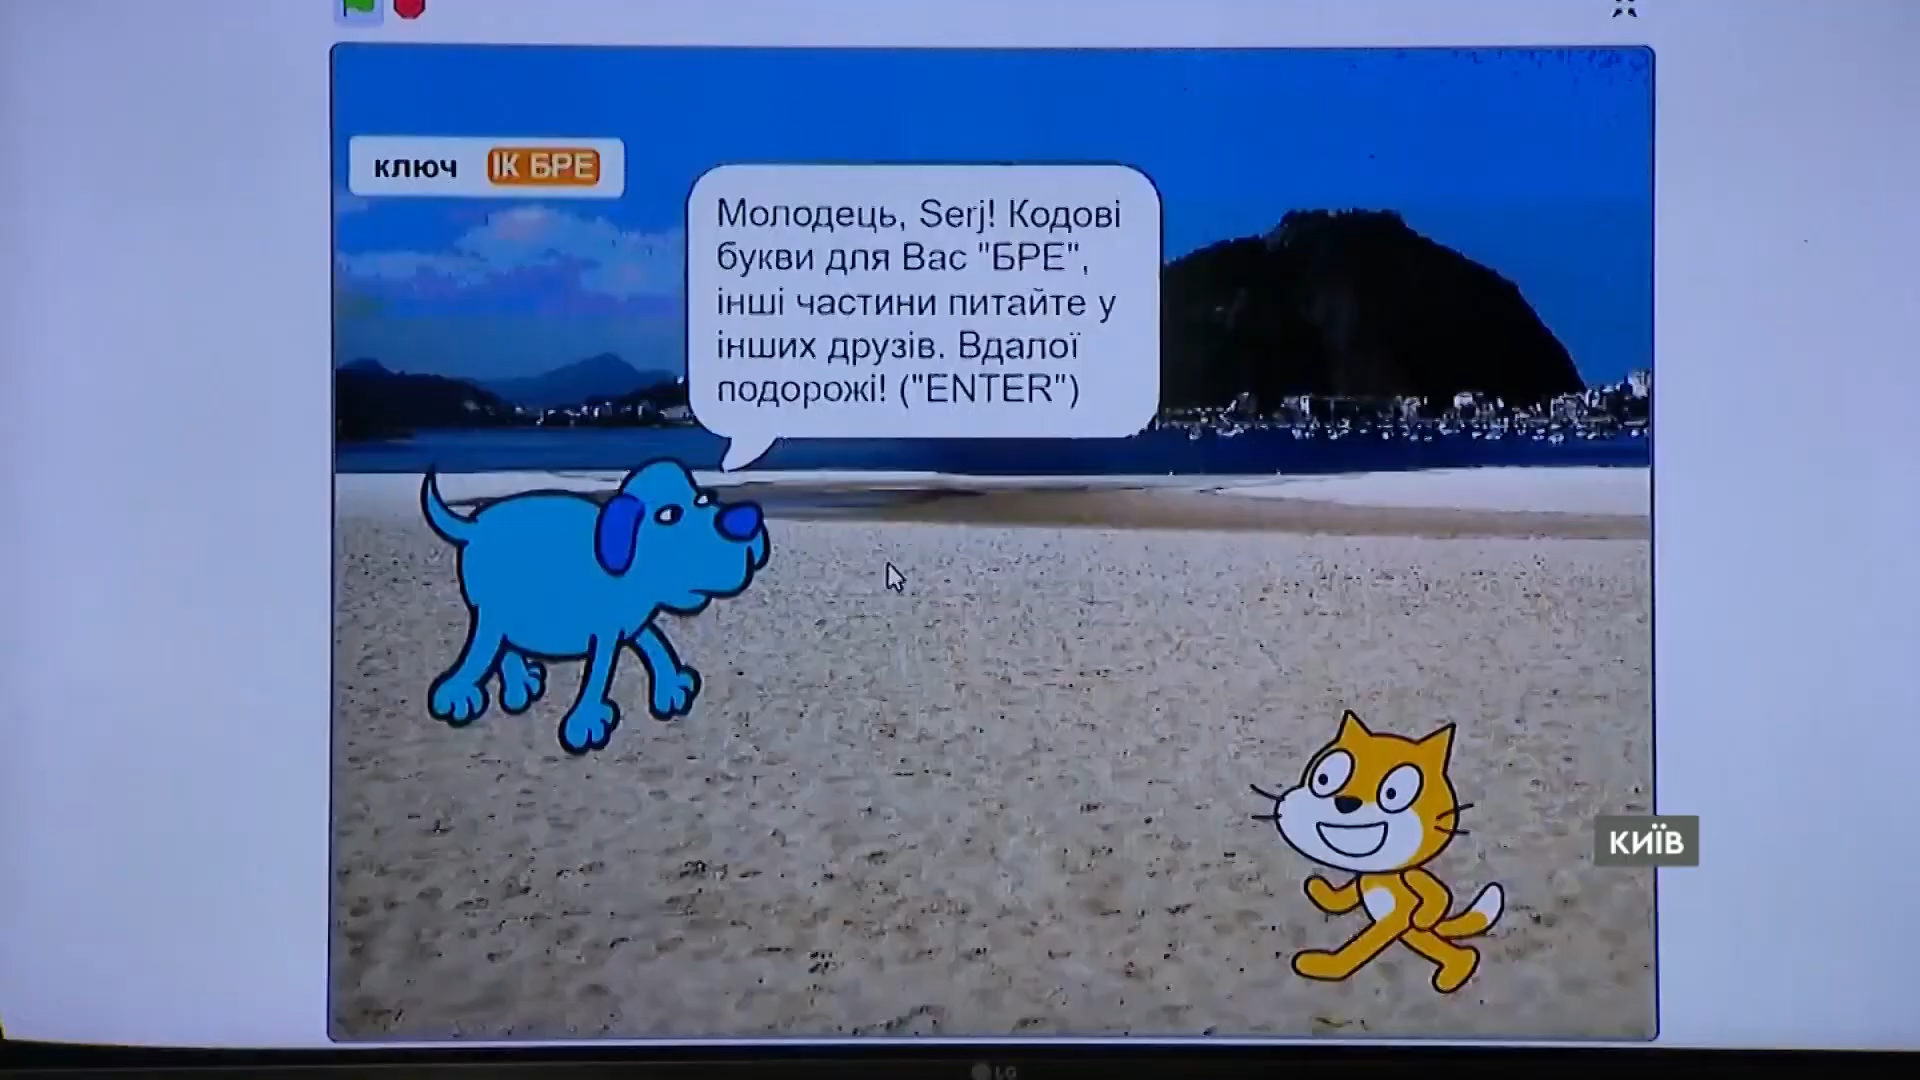 ключ ІК БРЕ
Молодець, Serj! Кодові
букви для Вас "БРЕ",
інші частини питайте у
інших друзів. Вдалої
подорожі! ("ENTER")
КИЇВ
LG